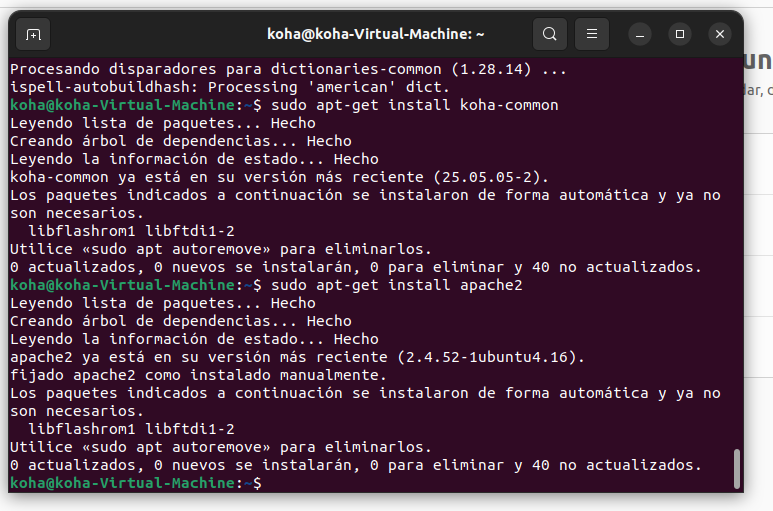 koha@koha-Virtual-Machine: ~
Procesando disparadores para dictionaries-common (1.28.14) ...
ispell-autobuildhash: Processing 'american' dict.
koha@koha-Virtual-Machine:~$ sudo apt-get install koha-common
Leyendo lista de paquetes... Hecho
Creando árbol de dependencias... Hecho
Leyendo la información de estado... Hecho
koha-common ya está en su versión más reciente (25.05.05-2).
Los paquetes indicados a continuación se instalaron de forma automática y ya no
son necesarios.
  libflashrom1 libftdi1-2
Utilice «sudo apt autoremove» para eliminarlos.
0 actualizados, 0 nuevos se instalarán, 0 para eliminar y 40 no actualizados.
koha@koha-Virtual-Machine:~$ sudo apt-get install apache2
Leyendo lista de paquetes... Hecho
Creando árbol de dependencias... Hecho
Leyendo la información de estado... Hecho
apache2 ya está en su versión más reciente (2.4.52-1ubuntu4.16).
fijado apache2 como instalado manualmente.
Los paquetes indicados a continuación se instalaron de forma automática y ya no
son necesarios.
  libflashrom1 libftdi1-2
Utilice «sudo apt autoremove» para eliminarlos.
0 actualizados, 0 nuevos se instalarán, 0 para eliminar y 40 no actualizados.
koha@koha-Virtual-Machine:~$